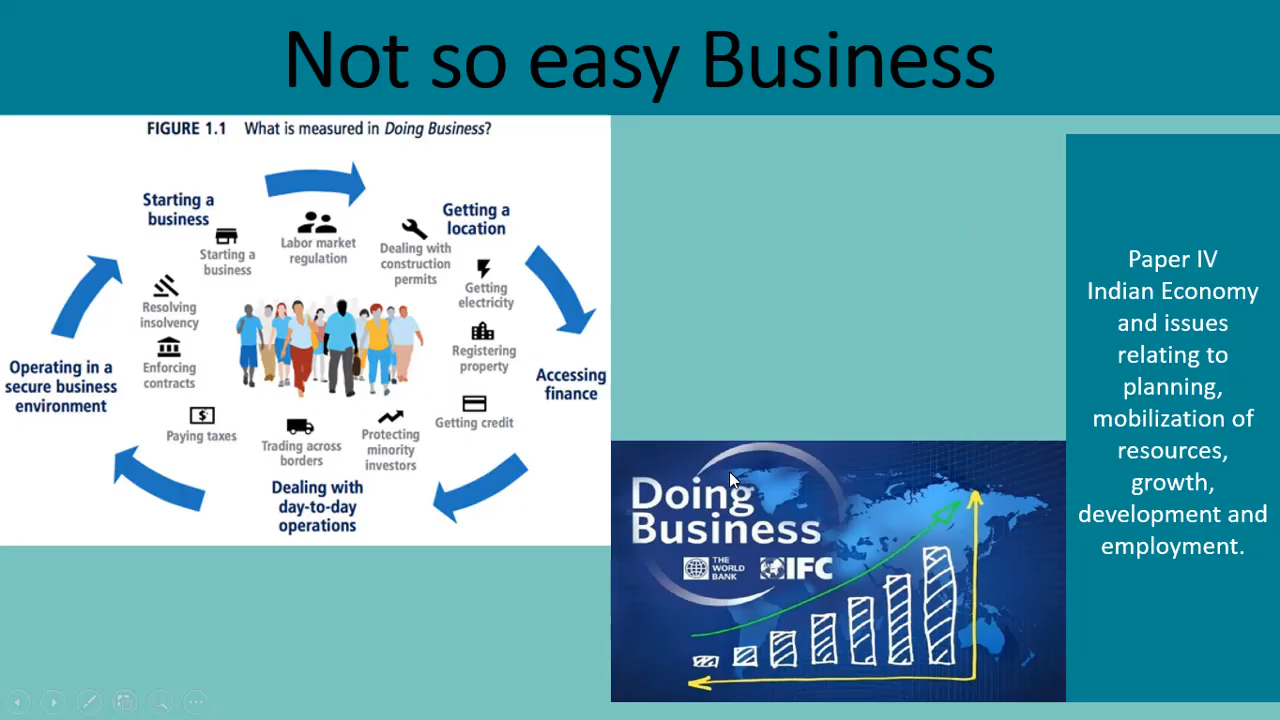 Not so easy Business
FIGURE 1.1 What is measured in Doing Business?
Starting a
business
Getting a
location
Labor market
regulation
Starting a
business
Dealing with
construction
permits
Getting
electricity
Resolving
insolvency
Registering
property
Enforcing
contracts
Operating in a
secure business
environment
Accessing
finance
Getting credit
Paying taxes
Trading across
borders
Protecting
minority
investors
Dealing with
day-to-day
operations
Doing
Business
THE
WORLD
BANK
IFC
Paper IV
Indian Economy
and issues
relating to
planning,
mobilization of
resources,
growth,
development and
employment.